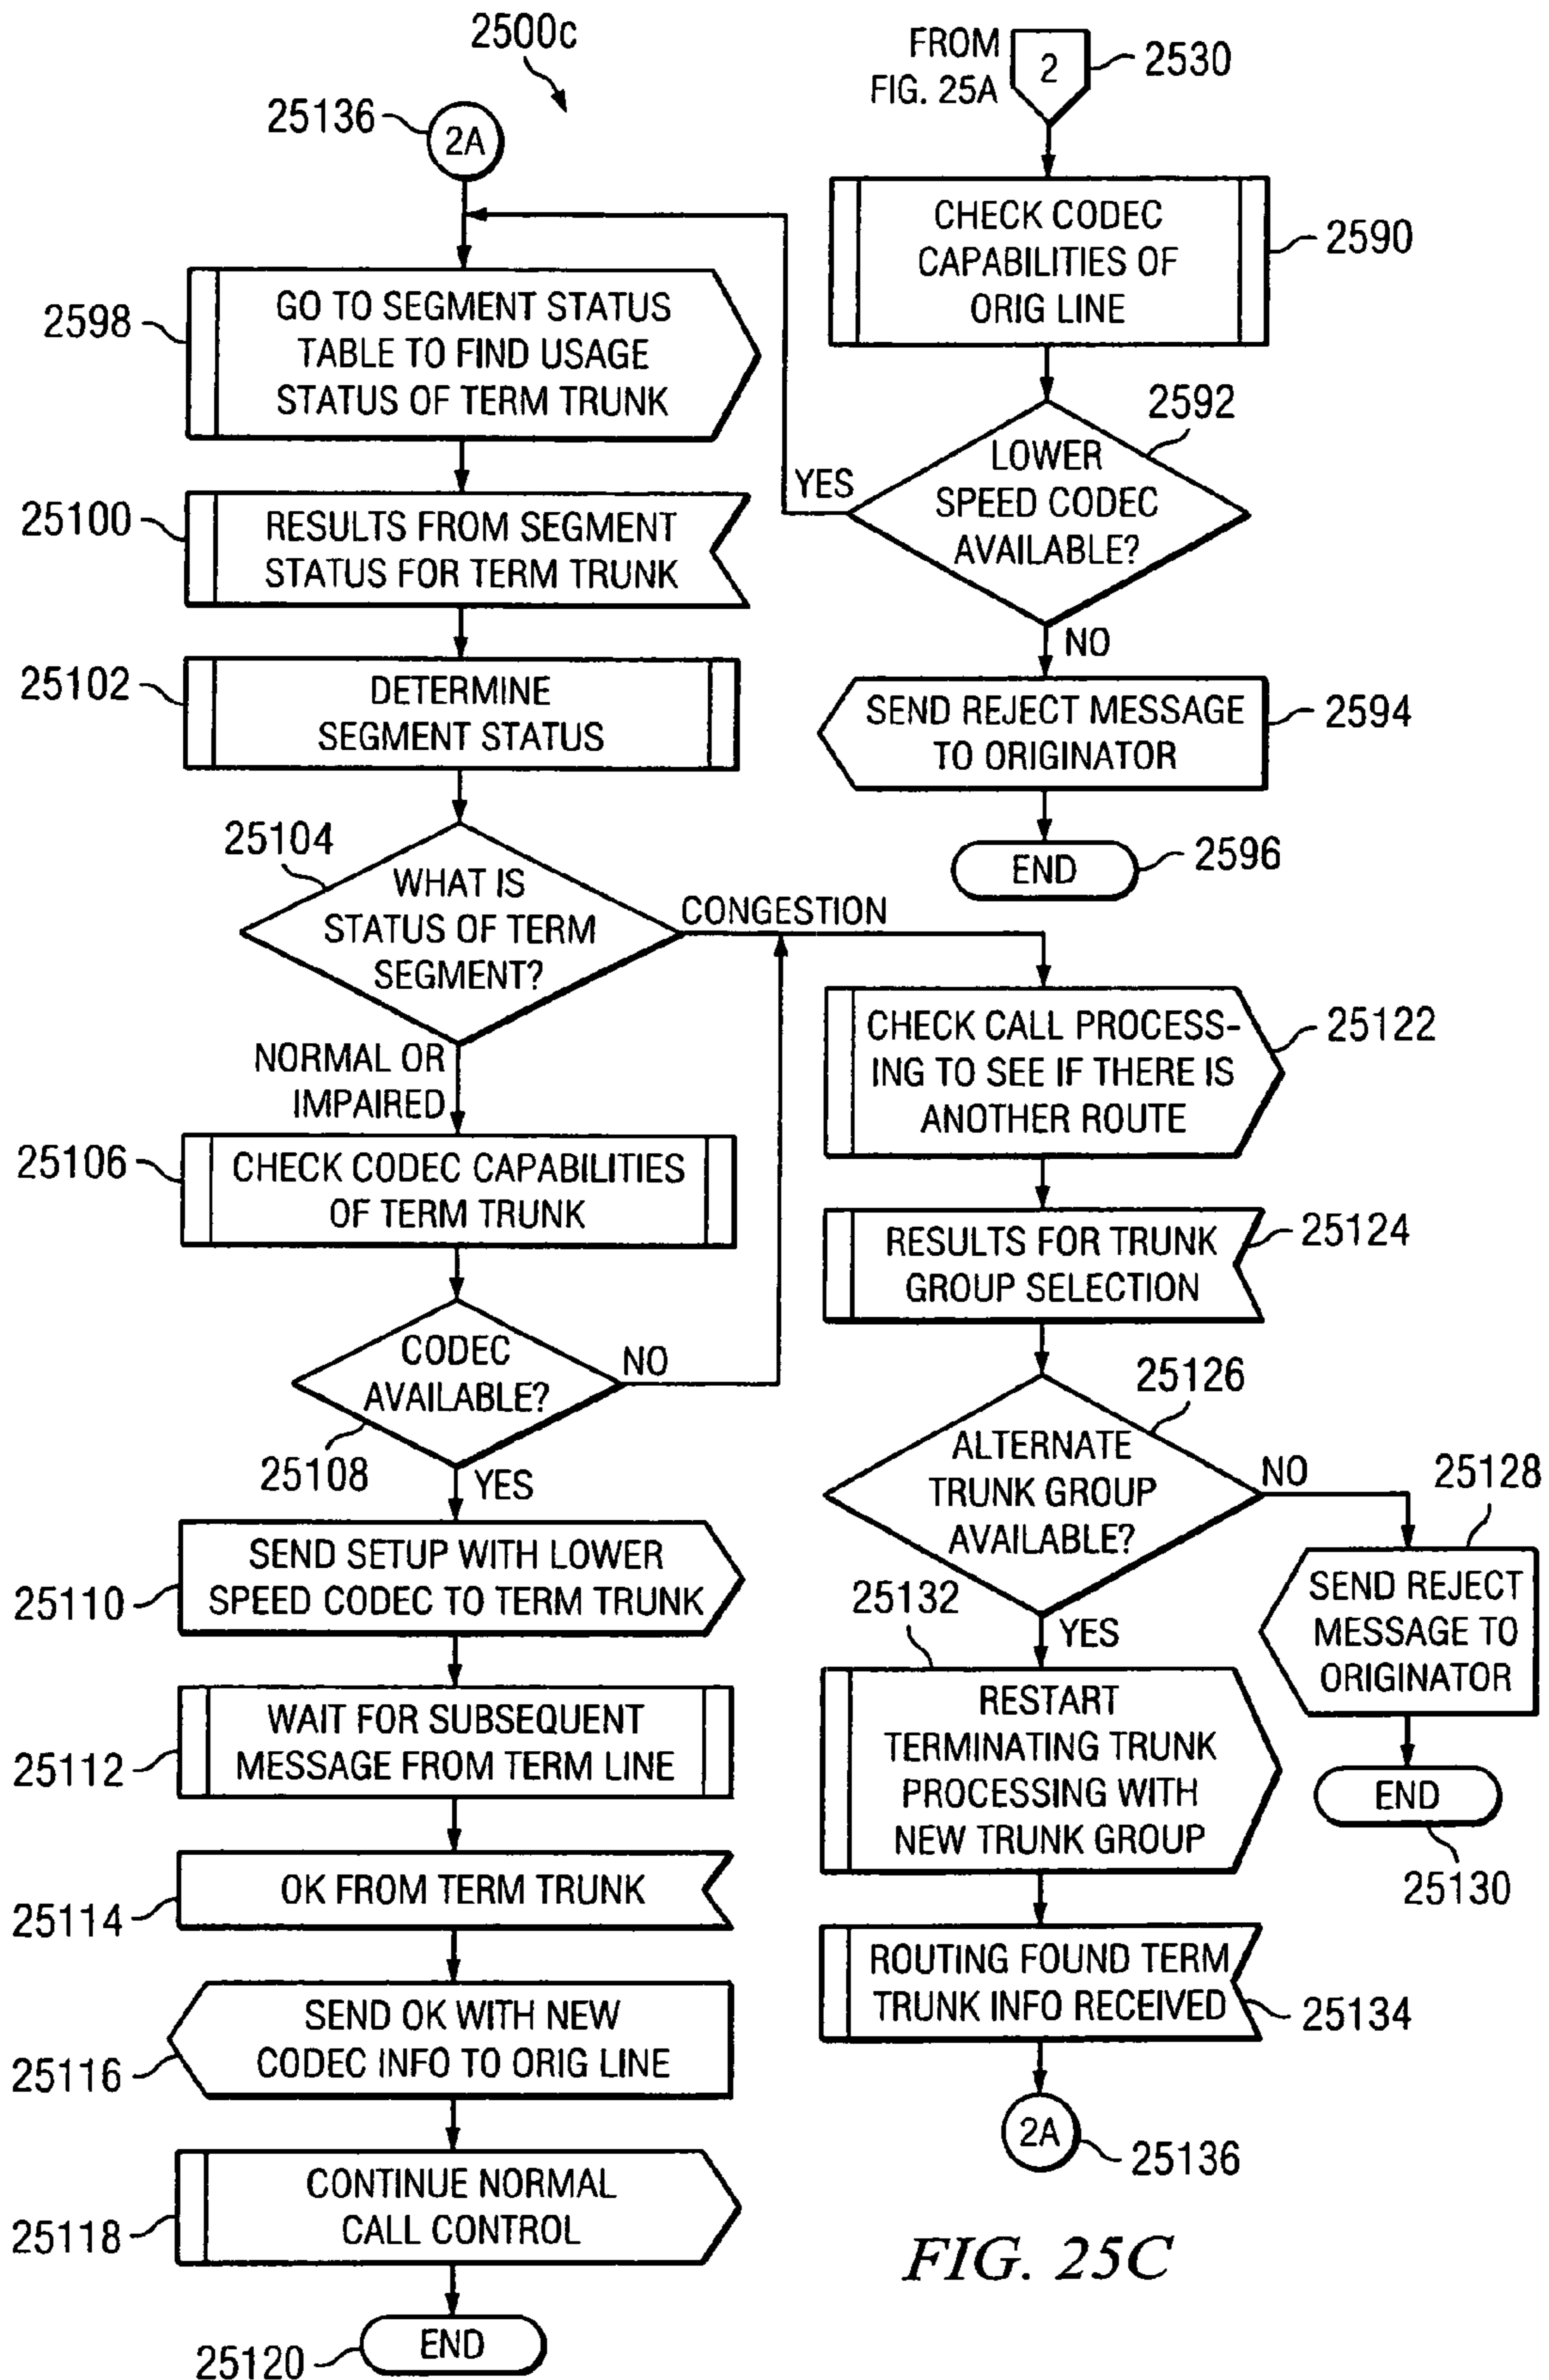 2500c
FROM
FIG. 25A
2
2530
25136
2A
CHECK CODEC
CAPABILITIES OF
ORIG LINE
2590
2598
GO TO SEGMENT STATUS
TABLE TO FIND USAGE
STATUS OF TERM TRUNK
2592
LOWER
SPEED CODEC
AVAILABLE?
YES
NO
25100
RESULTS FROM SEGMENT
STATUS FOR TERM TRUNK
25102
DETERMINE
SEGMENT STATUS
SEND REJECT MESSAGE
TO ORIGINATOR
2594
END
2596
25104
WHAT IS
STATUS OF TERM
SEGMENT?
CONGESTION
NORMAL OR
IMPAIRED
CHECK CALL PROCESS-
ING TO SEE IF THERE IS
ANOTHER ROUTE
25122
25106
CHECK CODEC CAPABILITIES
OF TERM TRUNK
RESULTS FOR TRUNK
GROUP SELECTION
25124
CODEC
AVAILABLE?
NO
25108
YES
25126
ALTERNATE
TRUNK GROUP
AVAILABLE?
NO
25128
YES
SEND REJECT
MESSAGE TO
ORIGINATOR
END
25130
SEND SETUP WITH LOWER
SPEED CODEC TO TERM TRUNK
25110
25132
RESTART
TERMINATING TRUNK
PROCESSING WITH
NEW TRUNK GROUP
WAIT FOR SUBSEQUENT
MESSAGE FROM TERM LINE
25112
OK FROM TERM TRUNK
25114
ROUTING FOUND TERM
TRUNK INFO RECEIVED
25134
SEND OK WITH NEW
CODEC INFO TO ORIG LINE
25116
2A
25136
CONTINUE NORMAL
CALL CONTROL
25118
END
25120
FIG. 25C